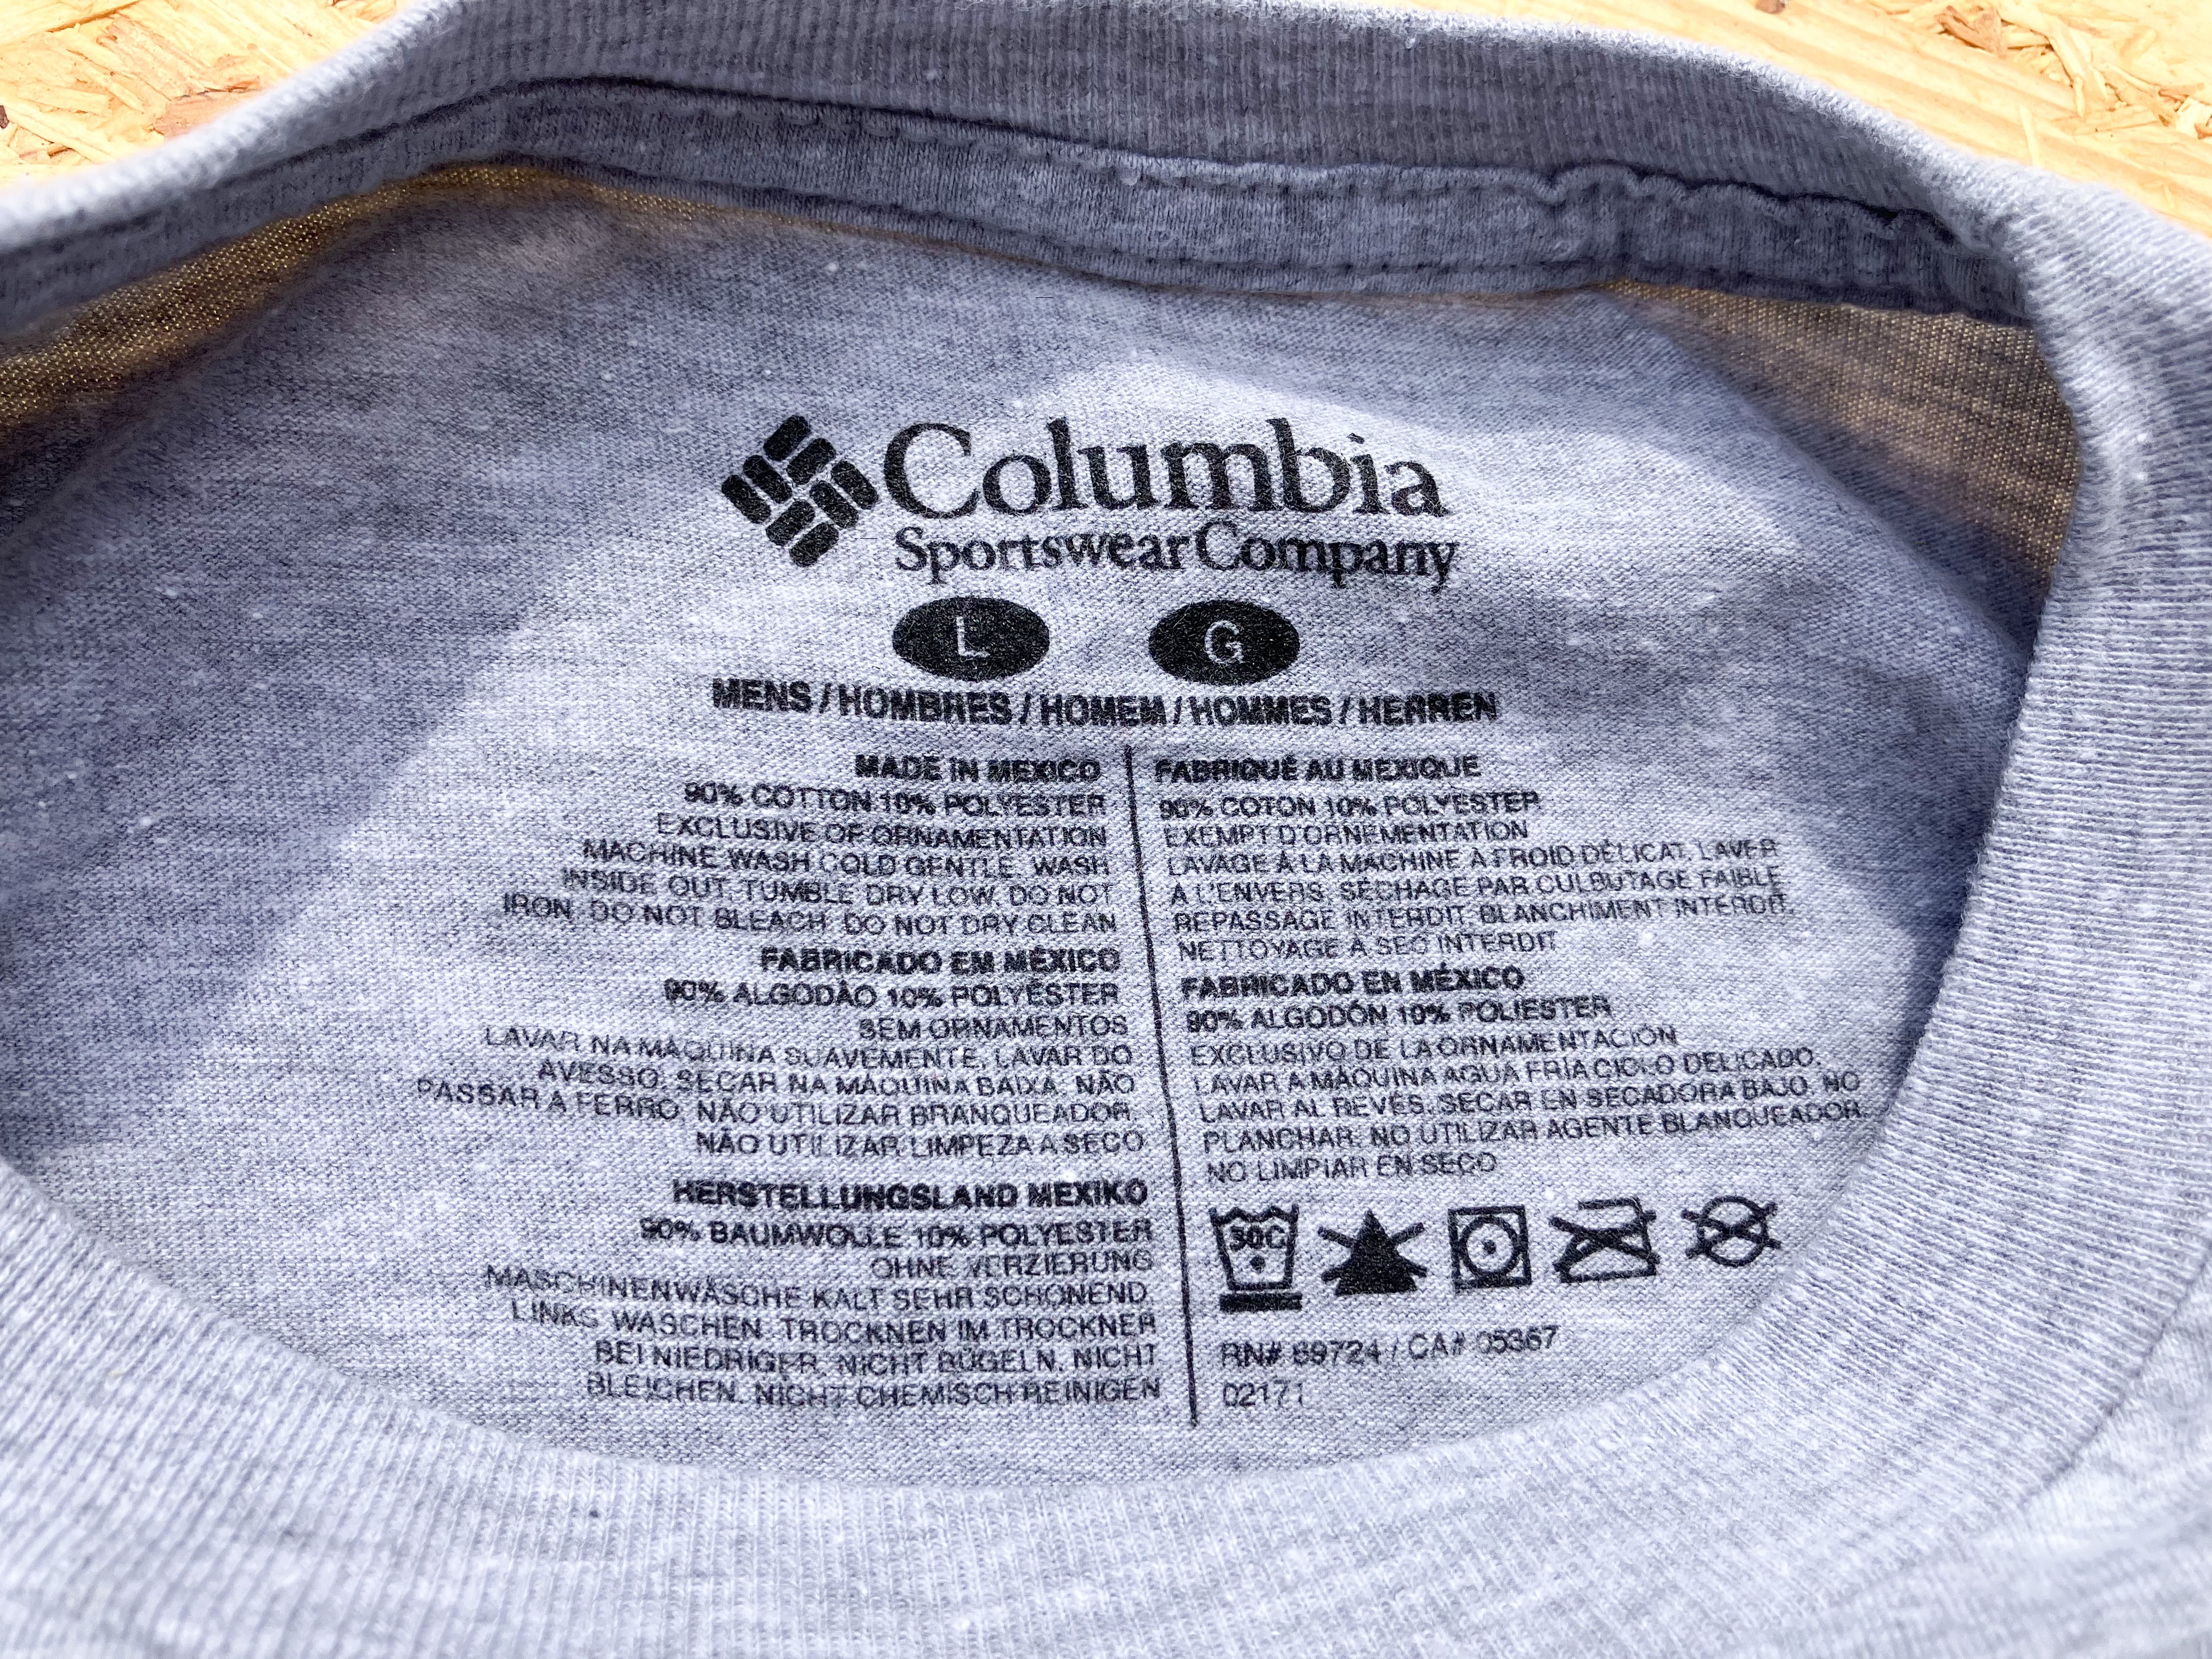 Columbia
Sportswear Company
L G
MENS / HOMBRES / HOMEM / HOMMES / HERREN
MADE IN MEXICO
90% COTTON 10% POLYESTER
EXCLUSIVE OF ORNAMENTATION
MACHINE WASH COLD GENTLE. WASH
INSIDE OUT. TUMBLE DRY LOW. DO NOT
IRON. DO NOT BLEACH. DO NOT DRY CLEAN
FABRICADO EM MÉXICO
90% ALGODÃO 10% POLYÉSTER
SEM ORNAMENTOS
LAVAR NA MÁQUINA SUAVEMENTE. LAVAR DO
AVESSO. SECAR NA MÁQUINA BAIXA. NÃO
PASSAR A FERRO. NÃO UTILIZAR BRANQUEADOR.
NÃO UTILIZAR LIMPEZA A SECO
HERSTELLUNGSLAND MEXIKO
90% BAUMWOLLE 10% POLYESTER
OHNE VERZIERUNG
MASCHINENWÄSCHE KALT SEHR SCHONEND.
LINKS WASCHEN. TROCKNEN IM TROCKNER
BEI NIEDRIGER. NICHT BÜGELN. NICHT
BLEICHEN. NICHT CHEMISCH REINIGEN
FABRIQUÉ AU MEXIQUE
90% COTON 10% POLYESTER
EXEMPT D'ORNEMENTATION
LAVAGE À LA MACHINE À FROID DÉLICAT. LAVER
A L'ENVERS. SÉCHAGE PAR CULBUTAGE FAIBLE
REPASSAGE INTERDIT. BLANCHIMENT INTERDIT.
NETTOYAGE À SEC INTERDIT
FABRICADO EN MÉXICO
90% ALGODÓN 10% POLIESTER
EXCLUSIVO DE LA ORNAMENTACIÓN
LAVAR A MÁQUINA AGUA FRÍA CICLO DELICADO.
LAVAR AL REVÉS. SECAR EN SECADORA BAJO. NO
PLANCHAR. NO UTILIZAR AGENTE BLANQUEADOR.
NO LIMPIAR EN SECO
30C
RN# 69724 / CA# 05367
02171